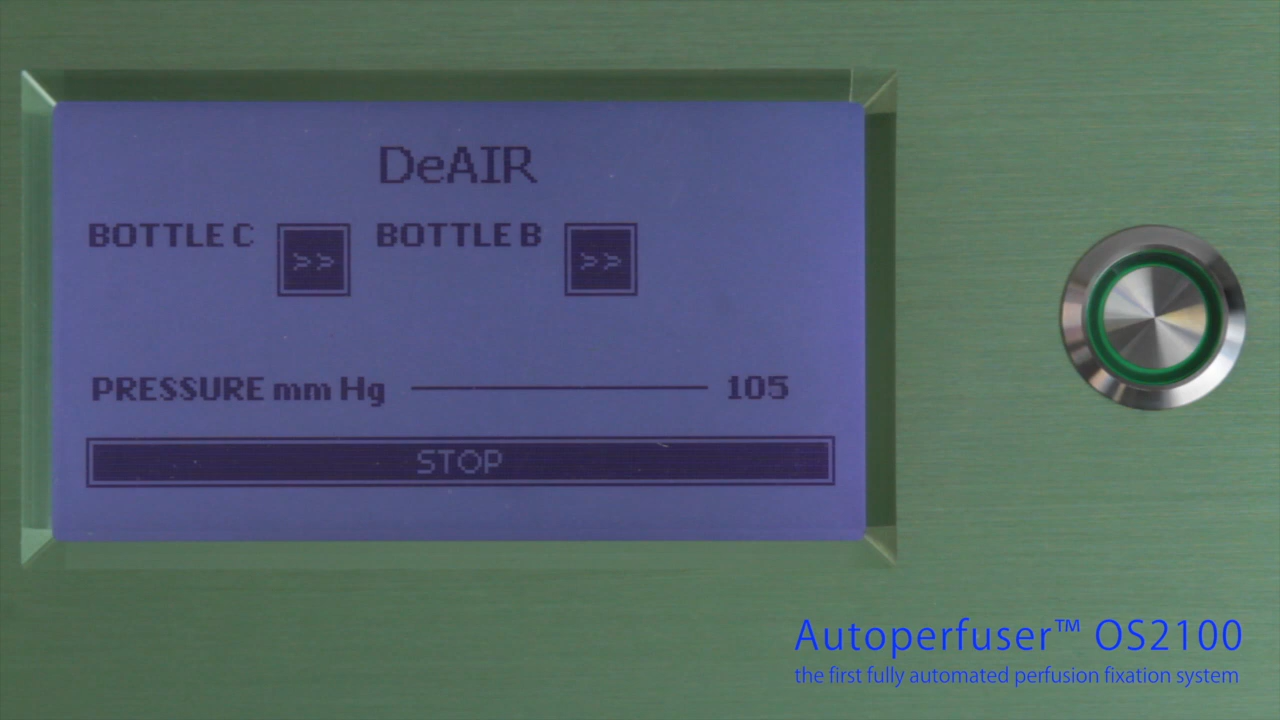 DeAIR
BOTTLE C >> BOTTLE B >>
PRESSURE mm Hg 105
STOP
Autoperfuser™ OS2100
the first fully automated perfusion fixation system